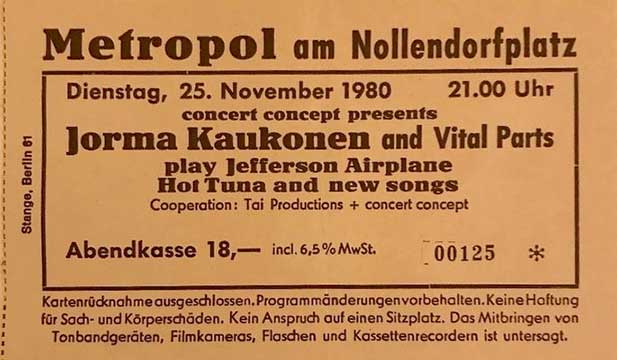 Metropol am Nollendorfplatz
Dienstag, 25. November 1980 21.00 Uhr
concert concept presents
Jorma Kaukonen and Vital Parts
play Jefferson Airplane
Hot Tuna and new songs
Cooperation: Tai Productions + concert concept
Abendkasse 18,— incl. 6,5% MwSt. 00125 *
Kartenrücknahme ausgeschlossen. Programmänderungen vorbehalten. Keine Haftung
für Sach- und Körperschäden. Kein Anspruch auf einen Sitzplatz. Das Mitbringen von
Tonbandgeräten, Filmkameras, Flaschen und Kassettenrecordern ist untersagt.
Stange, Berlin 61